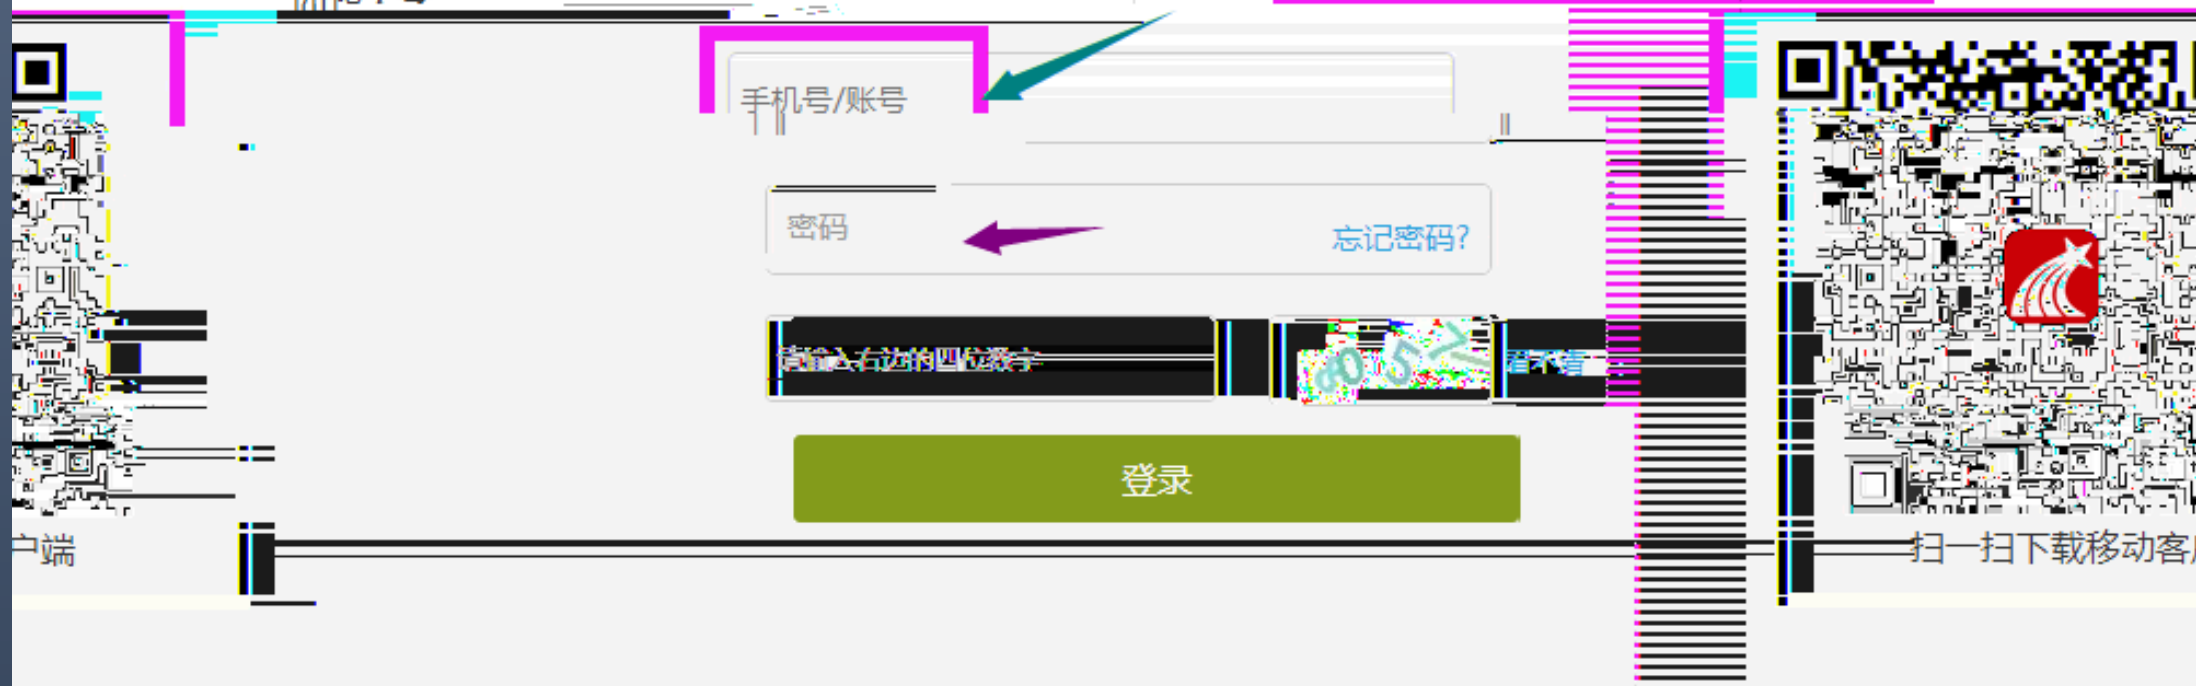 手机号/账号
密码
忘记密码?
请输入右边的四位数字
看不清
登录
户端
扫一扫下载移动客户